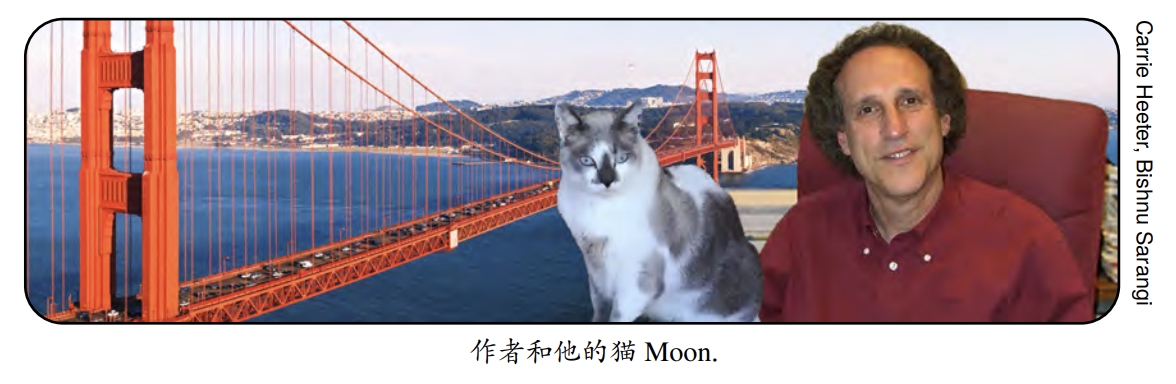 Carrie Heeter, Bishnu Sarangi
作者和他的猫 Moon.